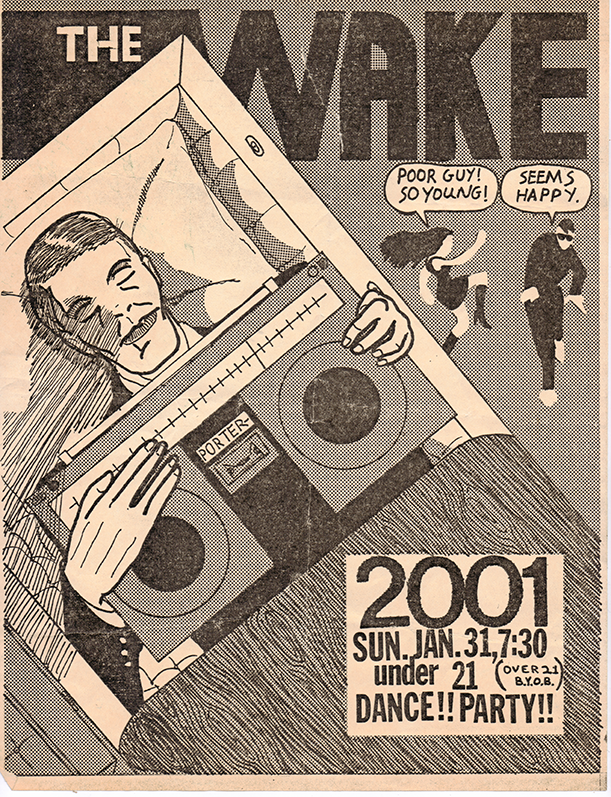 THE WAKE
POOR GUY!
SO YOUNG!
SEEMS
HAPPY.
PORTER
2001
SUN. JAN. 31, 7:30
under 21 (OVER 21
B.Y.O.B.)
DANCE!! PARTY!!